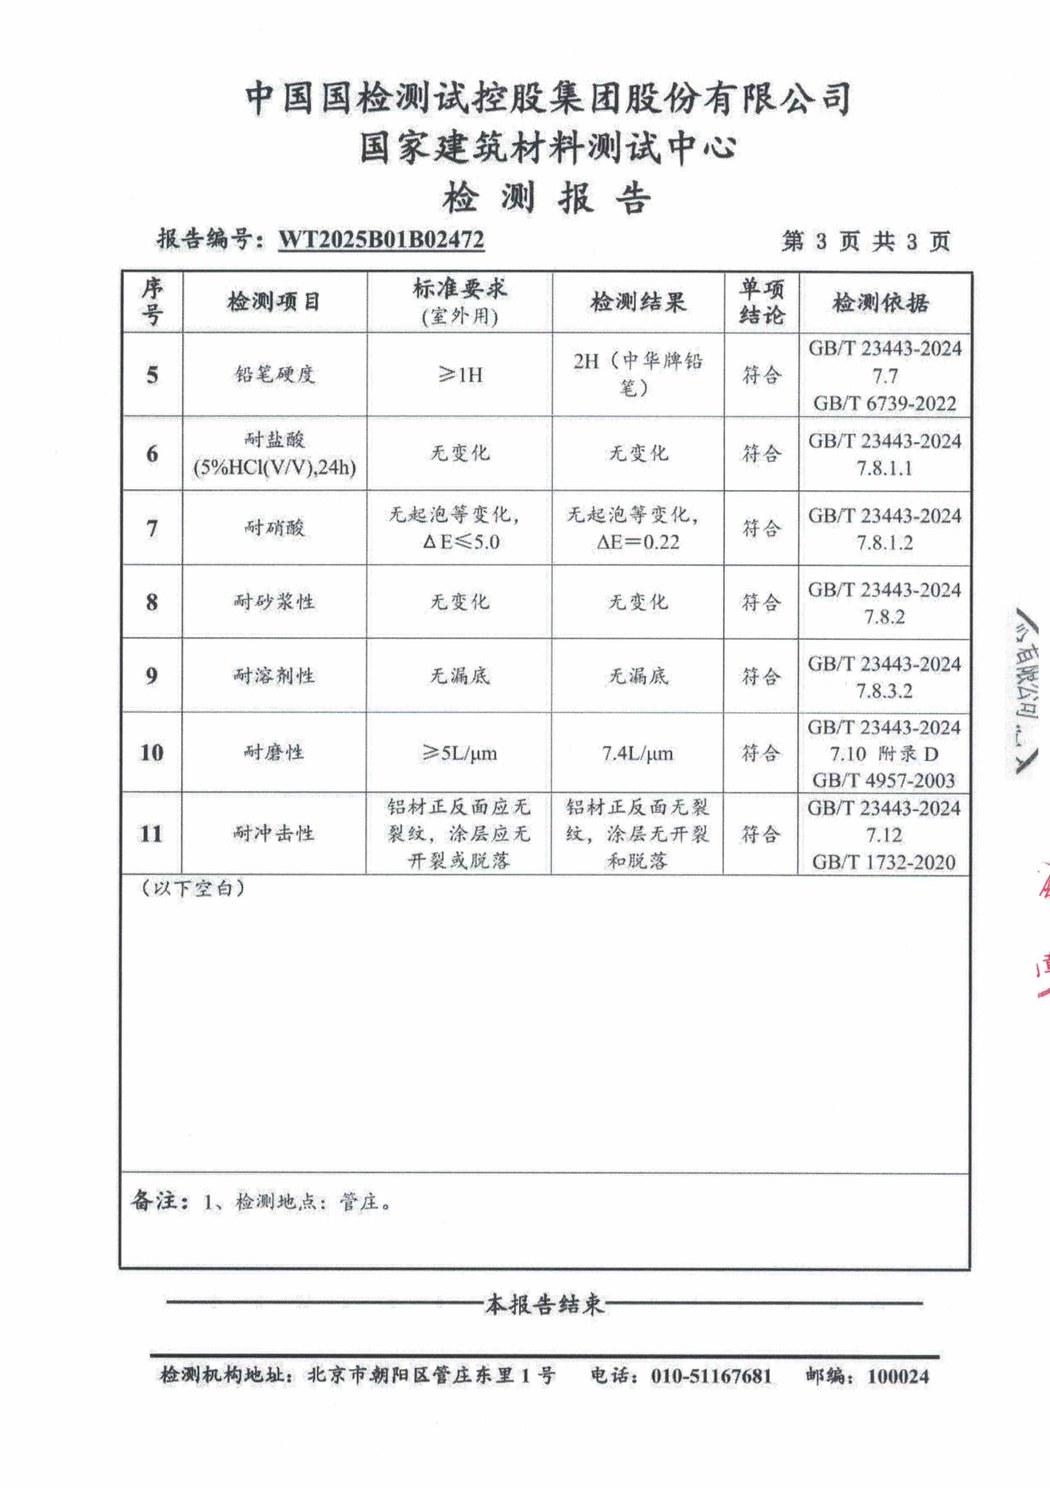 中国国检测试控股集团股份有限公司
国家建筑材料测试中心
检测报告
报告编号：WT2025B01B02472 第 3 页 共 3 页
序号 检测项目 标准要求(室外用) 检测结果 单项结论 检测依据
5 铅笔硬度 ≥1H 2H（中华牌铅笔） 符合 GB/T 23443-2024 7.7 GB/T 6739-2022
6 耐盐酸(5%HCl(V/V),24h) 无变化 无变化 符合 GB/T 23443-2024 7.8.1.1
7 耐硝酸 无起泡等变化，ΔE≤5.0 无起泡等变化，ΔE＝0.22 符合 GB/T 23443-2024 7.8.1.2
8 耐砂浆性 无变化 无变化 符合 GB/T 23443-2024 7.8.2
9 耐溶剂性 无漏底 无漏底 符合 GB/T 23443-2024 7.8.3.2
10 耐磨性 ≥5L/μm 7.4L/μm 符合 GB/T 23443-2024 7.10 附录 D GB/T 4957-2003
11 耐冲击性 铝材正反面应无裂纹，涂层应无开裂或脱落 铝材正反面无裂纹，涂层无开裂和脱落 符合 GB/T 23443-2024 7.12 GB/T 1732-2020
（以下空白）
备注：1、检测地点：管庄。
本报告结束
检测机构地址：北京市朝阳区管庄东里 1 号 电话：010-51167681 邮编：100024
有限公司